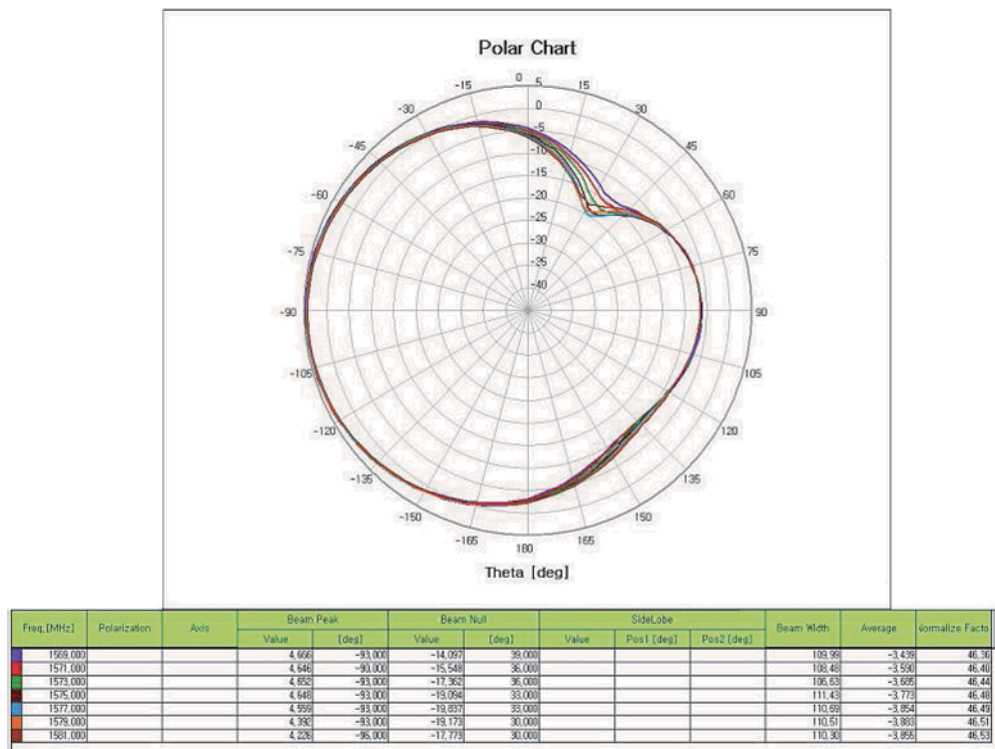 Polar Chart
0 5
-15 15
-30 0 30
-5
-45 -10 45
-15
-60 -20 60
-25
-75 -30 75
-35
-40
-90 90
-105 105
-120 120
-135 135
-150 150
-165 165
180
Theta [deg]
Freq.[MHz] Polarization Axis Beam Peak Beam Null SideLobe Beam Width Average Normalize Facto
Value [deg] Value [deg] Value Pos1 [deg] Pos2 [deg]
1569,000 4,666 -93,000 -14,097 39,000 109,99 -3,439 46,36
1571,000 4,646 -90,000 -15,548 36,000 108,48 -3,590 46,40
1573,000 4,652 -93,000 -17,362 36,000 106,63 -3,685 46,44
1575,000 4,648 -93,000 -19,094 33,000 111,43 -3,773 46,48
1577,000 4,559 -93,000 -19,837 33,000 110,69 -3,854 46,49
1579,000 4,392 -93,000 -19,173 30,000 110,51 -3,883 46,51
1581,000 4,226 -96,000 -17,773 30,000 110,30 -3,855 46,53